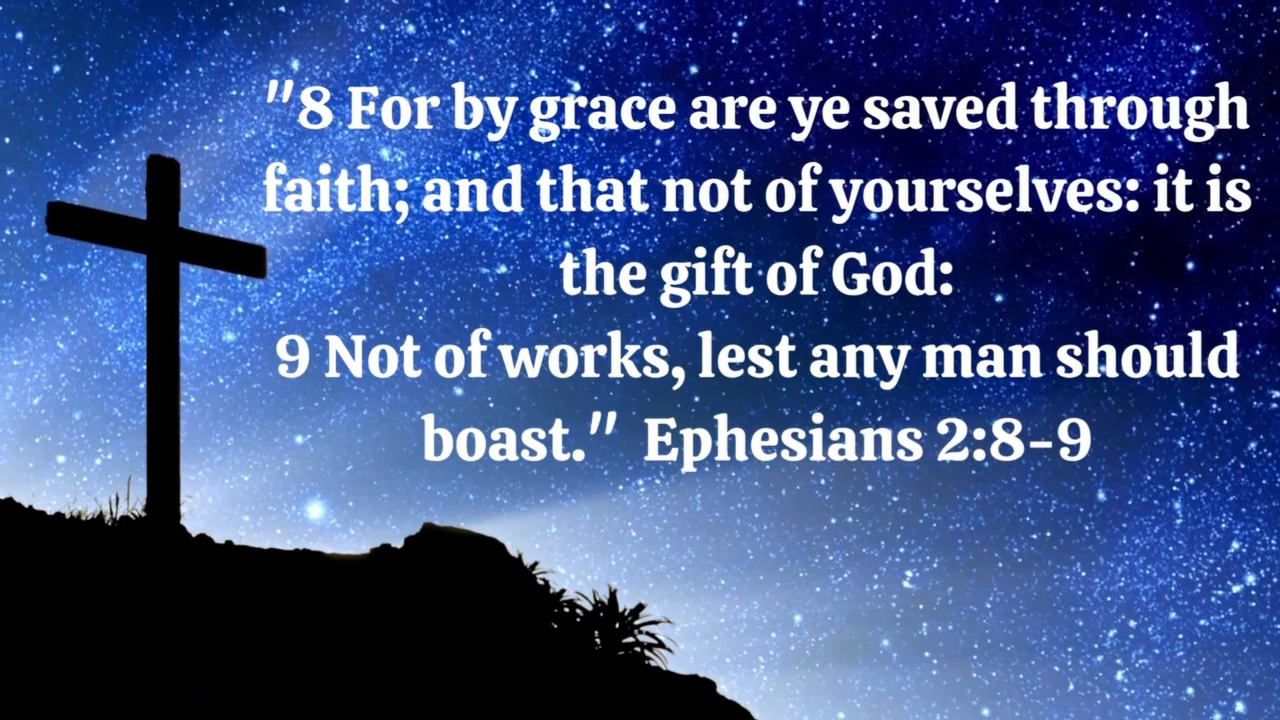 "8 For by grace are ye saved through
faith; and that not of yourselves: it is
the gift of God:
9 Not of works, lest any man should
boast."  Ephesians 2:8-9